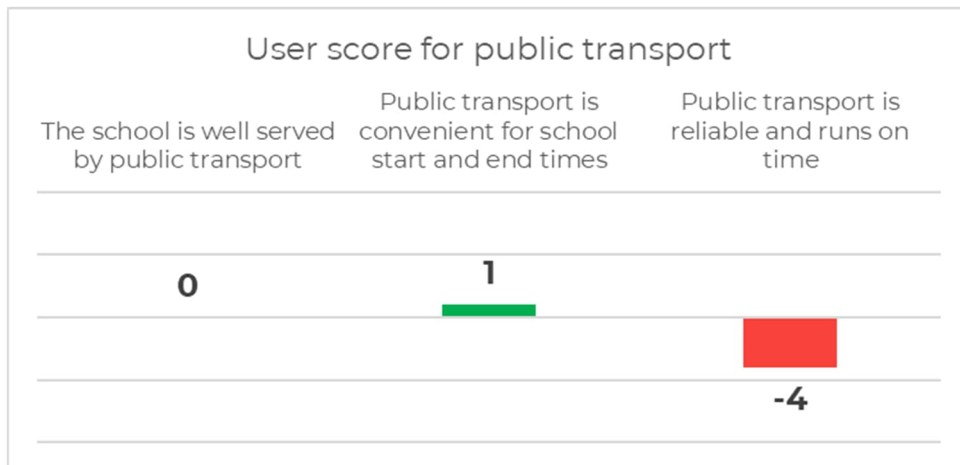 User score for public transport
The school is well served
by public transport
Public transport is
convenient for school
start and end times
Public transport is
reliable and runs on
time
0
1
-4